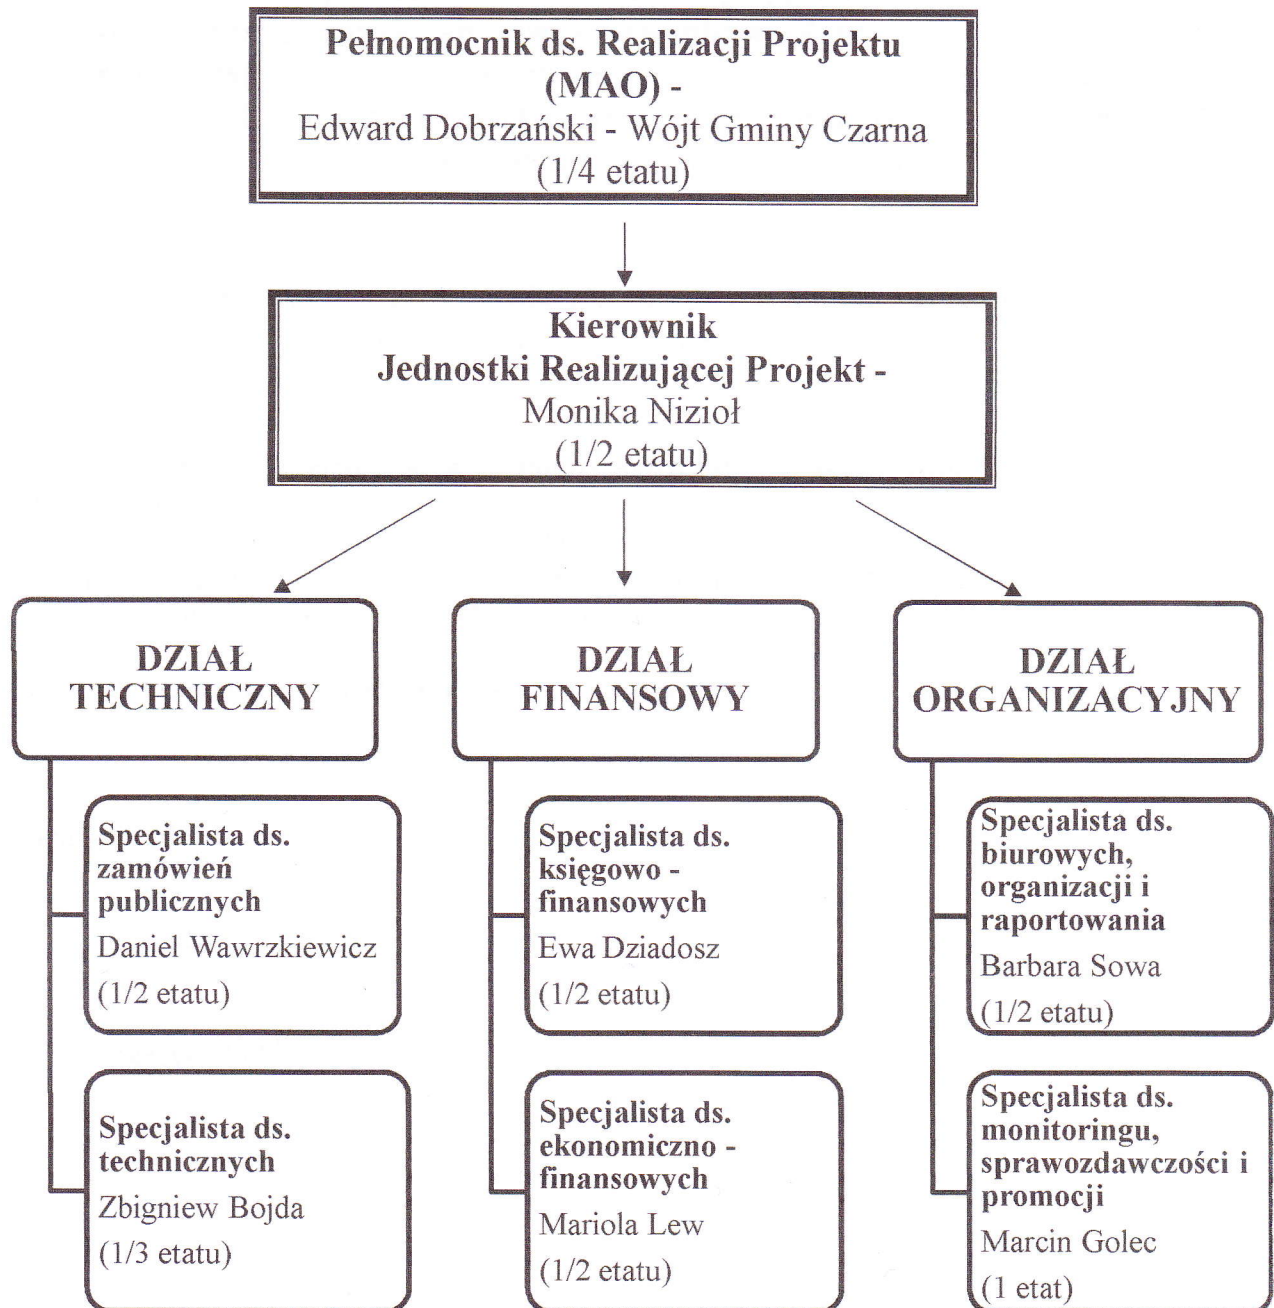 Pełnomocnik ds. Realizacji Projektu
(MAO) -
Edward Dobrzański - Wójt Gminy Czarna
(1/4 etatu)
Kierownik
Jednostki Realizującej Projekt -
Monika Nizioł
(1/2 etatu)
DZIAŁ
TECHNICZNY
Specjalista ds.
zamówień
publicznych
Daniel Wawrzkiewicz
(1/2 etatu)
Specjalista ds.
technicznych
Zbigniew Bojda
(1/3 etatu)
DZIAŁ
FINANSOWY
Specjalista ds.
księgowo -
finansowych
Ewa Dziadosz
(1/2 etatu)
Specjalista ds.
ekonomiczno -
finansowych
Mariola Lew
(1/2 etatu)
DZIAŁ
ORGANIZACYJNY
Specjalista ds.
biurowych,
organizacji i
raportowania
Barbara Sowa
(1/2 etatu)
Specjalista ds.
monitoringu,
sprawozdawczości i
promocji
Marcin Golec
(1 etat)